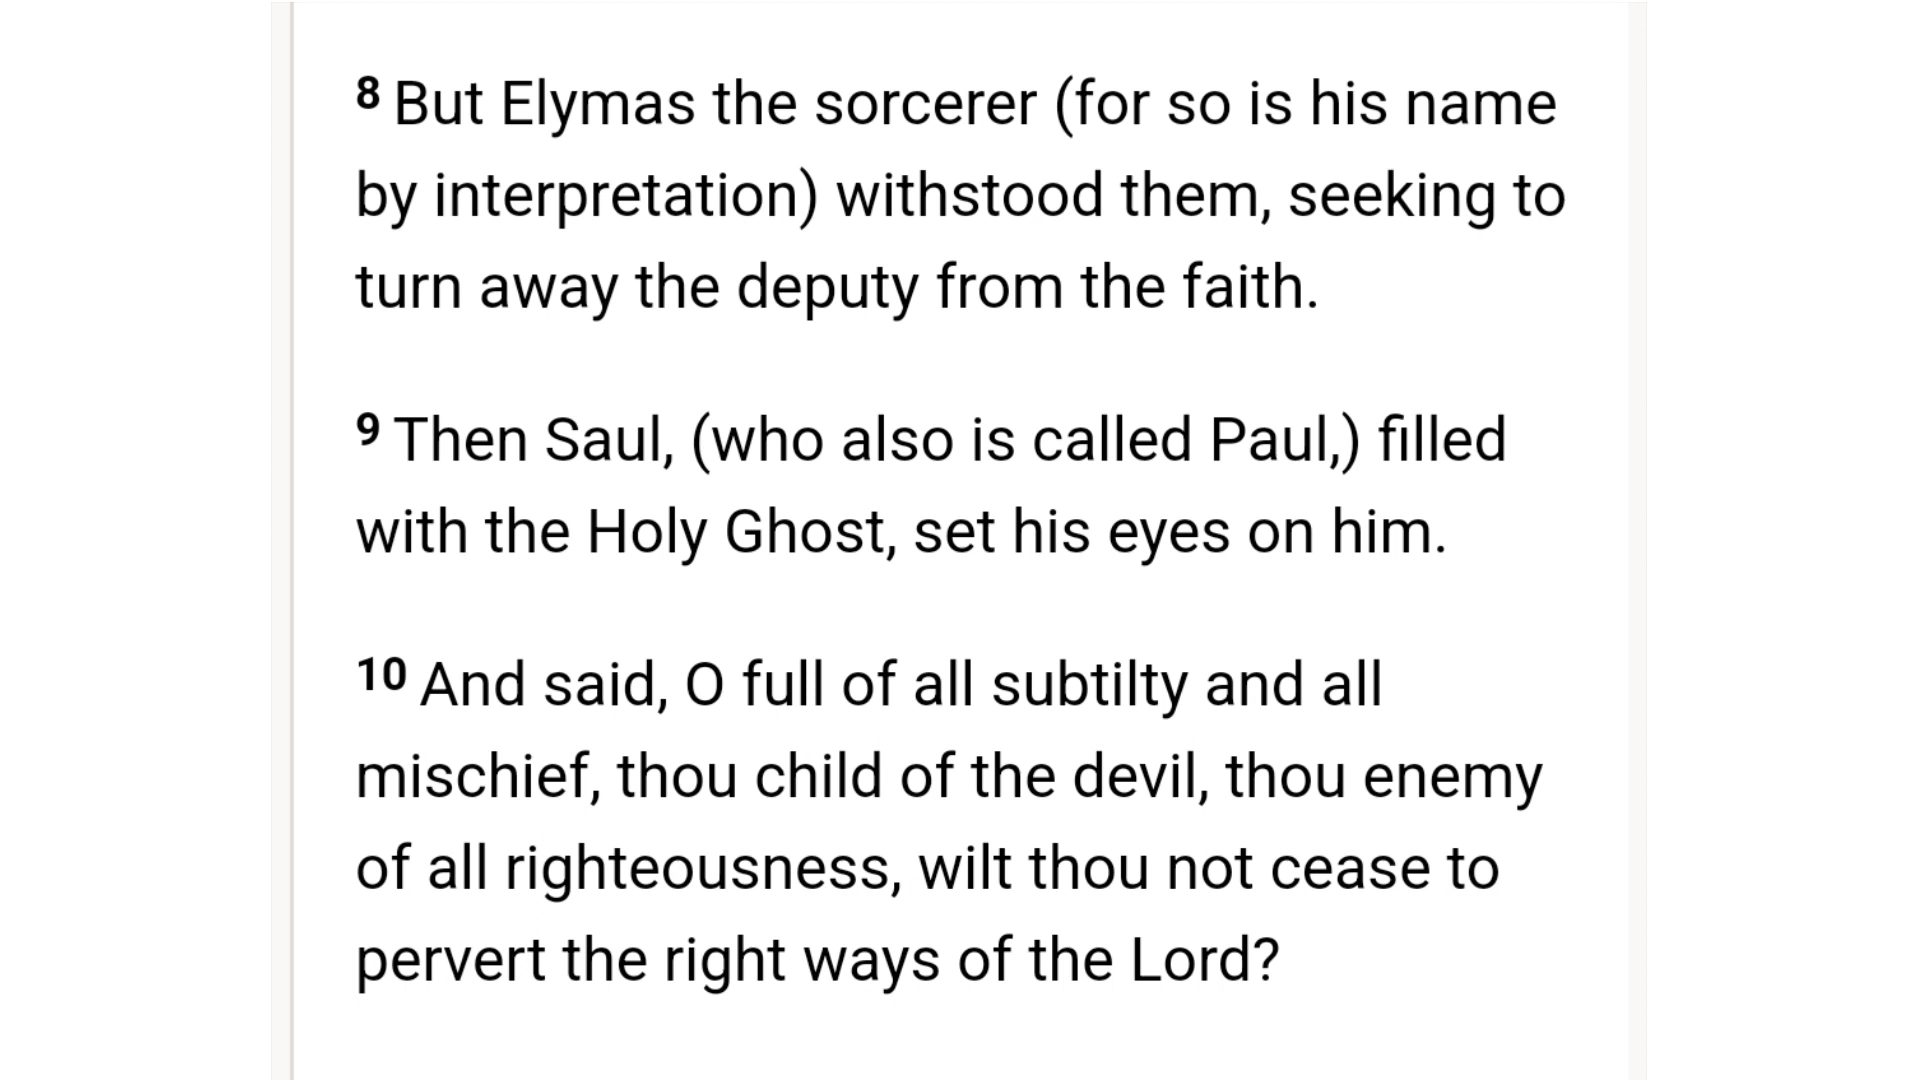 8 But Elymas the sorcerer (for so is his name
by interpretation) withstood them, seeking to
turn away the deputy from the faith.
9 Then Saul, (who also is called Paul,) filled
with the Holy Ghost, set his eyes on him.
10 And said, O full of all subtilty and all
mischief, thou child of the devil, thou enemy
of all righteousness, wilt thou not cease to
pervert the right ways of the Lord?